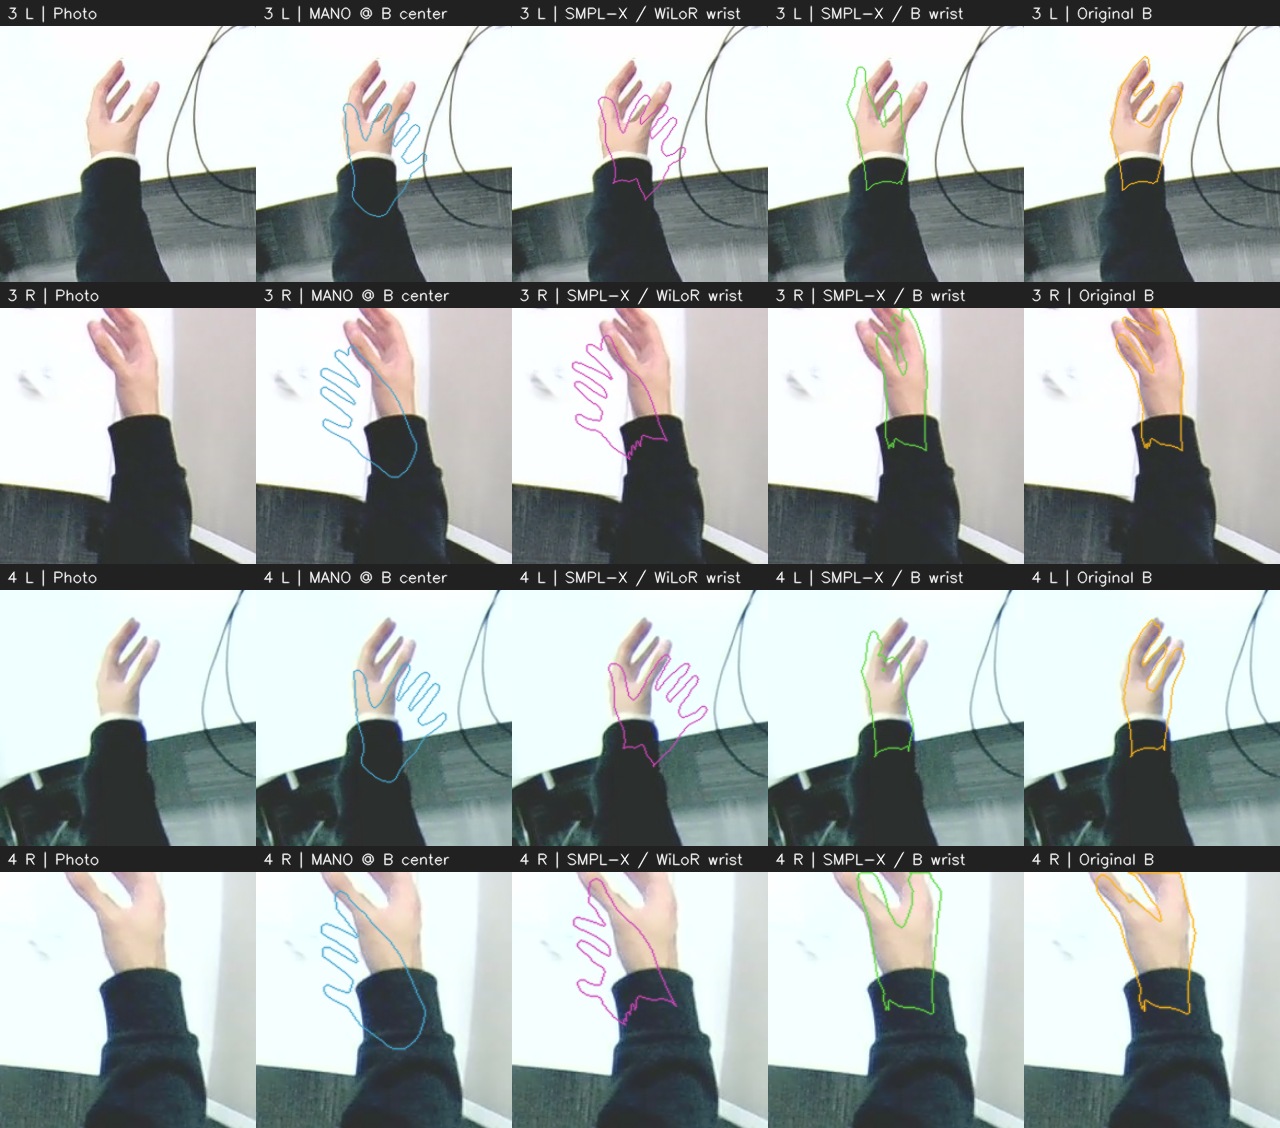 3 L | Photo
3 L | MANO @ B center
3 L | SMPL-X / WiLoR wrist
3 L | SMPL-X / B wrist
3 L | Original B
3 R | Photo
3 R | MANO @ B center
3 R | SMPL-X / WiLoR wrist
3 R | SMPL-X / B wrist
3 R | Original B
4 L | Photo
4 L | MANO @ B center
4 L | SMPL-X / WiLoR wrist
4 L | SMPL-X / B wrist
4 L | Original B
4 R | Photo
4 R | MANO @ B center
4 R | SMPL-X / WiLoR wrist
4 R | SMPL-X / B wrist
4 R | Original B